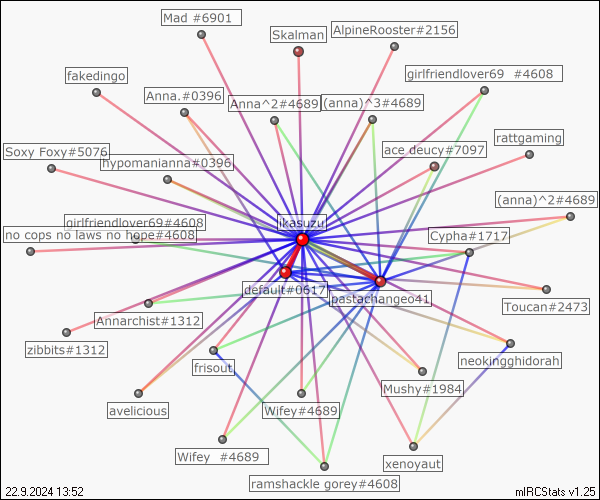 Mad #6901
Skalman
AlpineRooster#2156
fakedingo
girlfriendlover69  #4608
Anna.#0396
Anna^2#4689
(anna)^3#4689
Soxy Foxy#5076
hypomanianna#0396
ace deucy#7097
rattgaming
(anna)^2#4689
girlfriendlover69#4608
ikasuzu
no cops no laws no hope#4608
Cypha#1717
default#0617
pastachangeo41
Toucan#2473
Annarchist#1312
zibbits#1312
frisout
neokingghidorah
Mushy#1984
avelicious
Wifey#4689
Wifey  #4689
xenoyaut
ramshackle gorey#4608
22.9.2024 13:52
mIRCStats v1.25